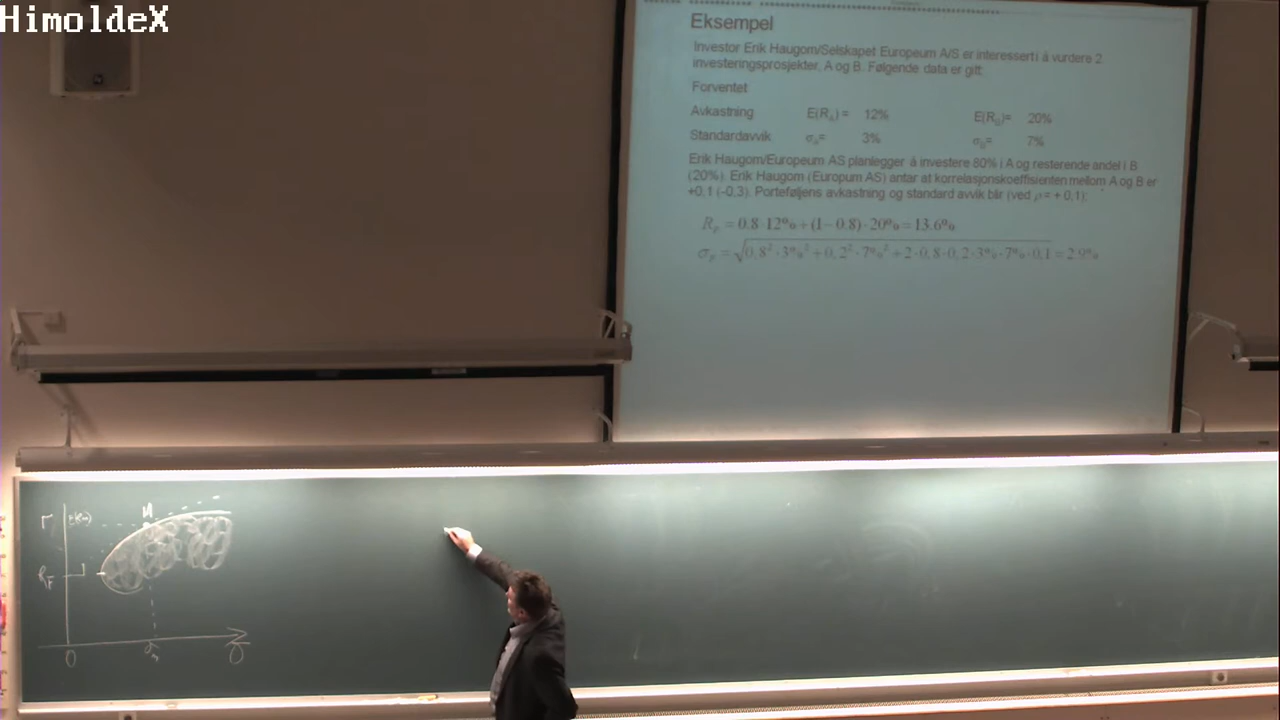 HimoldeX
Eksempel
Investor Erik Haugom/Selskapet Europeum A/S er interessert i å vurdere 2
investeringsprosjekter, A og B. Følgende data er gitt:
Forventet
Avkastning E(R_A) = 12% E(R_B)= 20%
Standardavvik σ_A= 3% σ_B= 7%
Erik Haugom/Europeum AS planlegger å investere 80% i A og resterende andel i B
(20%). Erik Haugom (Europum AS) antar at korrelasjonskoeffisienten mellom A og B er
+0,1 (-0,3). Porteføljens avkastning og standard avvik blir (ved ρ = + 0,1):
R_P = 0.8·12% + (1−0.8)·20% = 13.6%
σ_P = √0,8²·3%² + 0,2²·7%² + 2·0,8·0,2·3%·7%·0,1 = 2.9%
M
r E(R_M)
R_F
0 σ_M σ